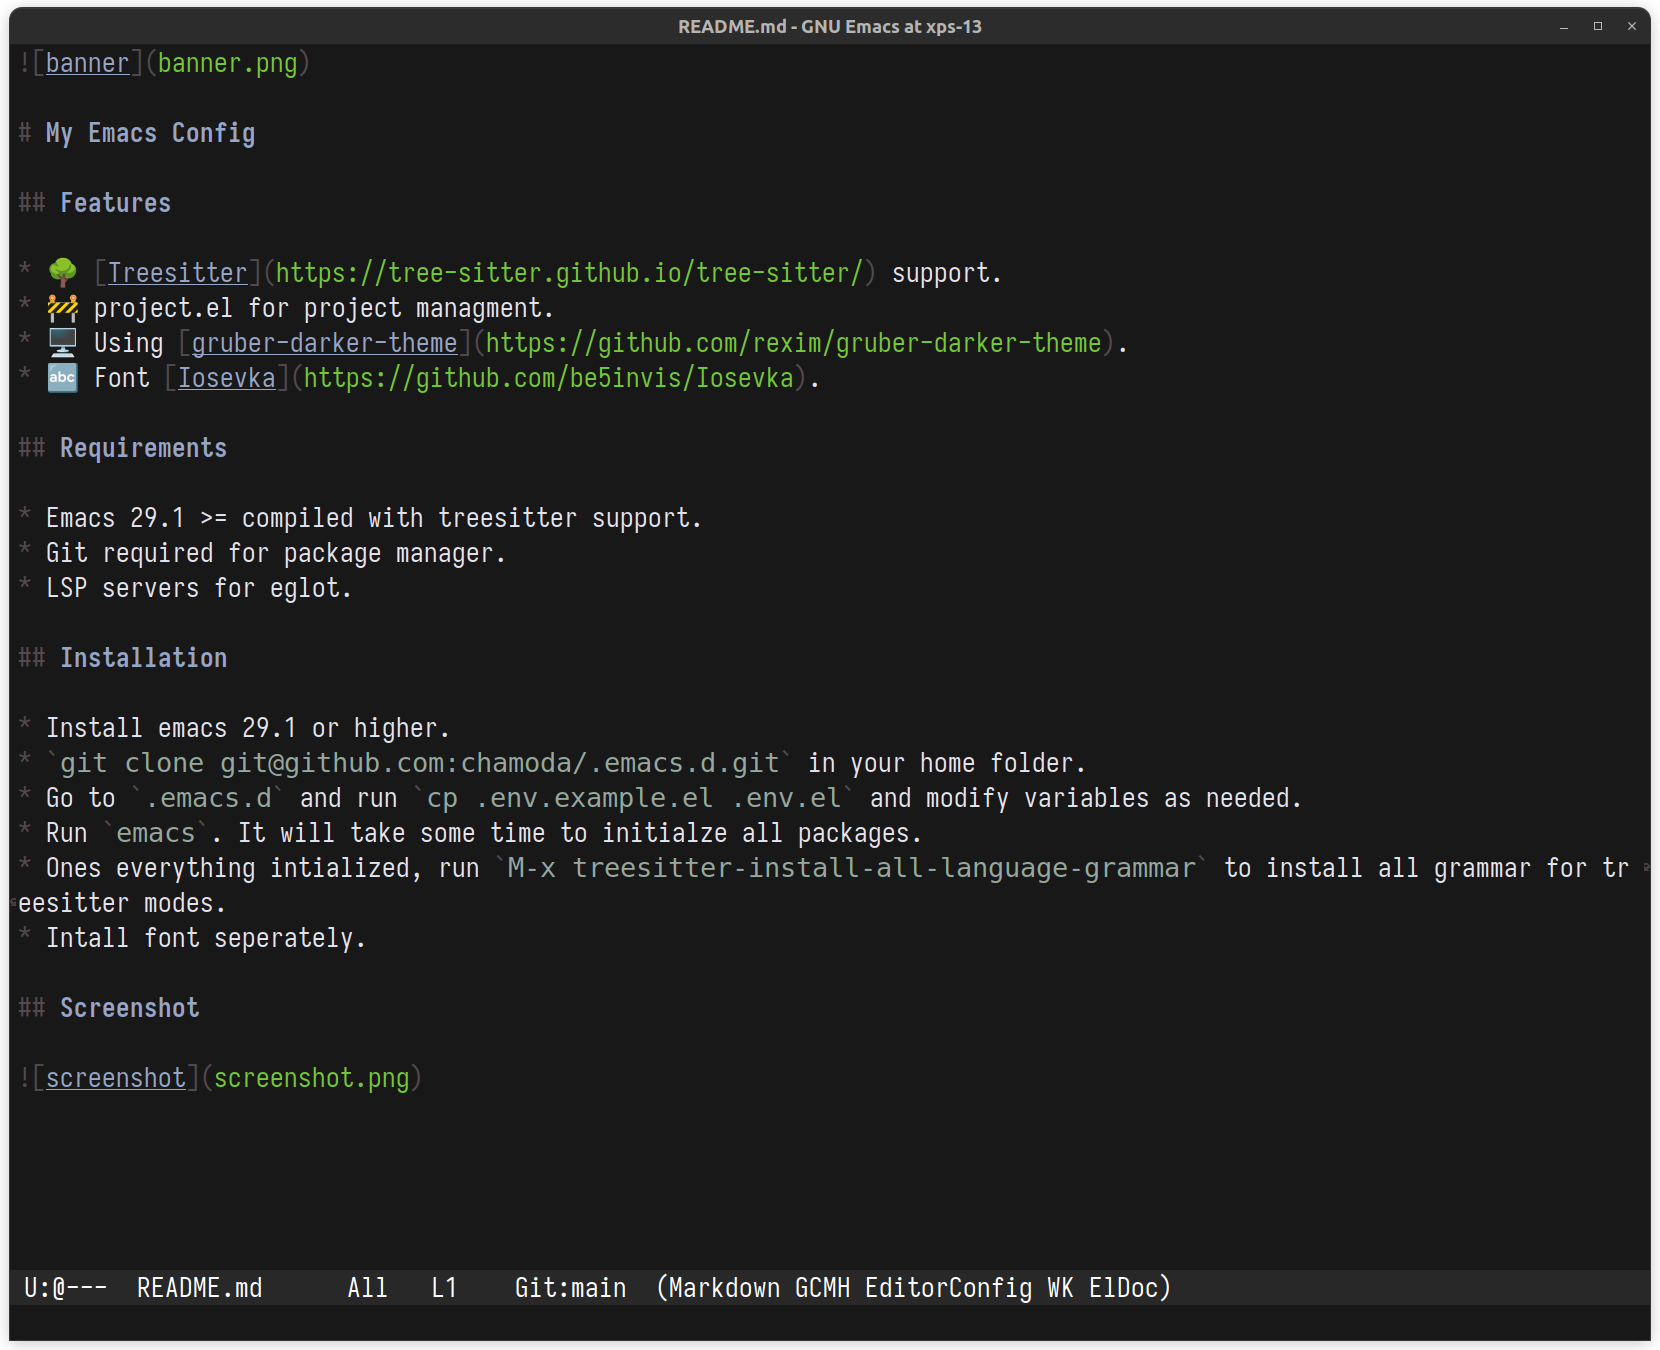 README.md - GNU Emacs at xps-13
![banner](banner.png)
# My Emacs Config
## Features
* 🌳 [Treesitter](https://tree-sitter.github.io/tree-sitter/) support.
* 🚧 project.el for project managment.
* 🖥️ Using [gruber-darker-theme](https://github.com/rexim/gruber-darker-theme).
* 🔤 Font [Iosevka](https://github.com/be5invis/Iosevka).
## Requirements
* Emacs 29.1 >= compiled with treesitter support.
* Git required for package manager.
* LSP servers for eglot.
## Installation
* Install emacs 29.1 or higher.
* `git clone git@github.com:chamoda/.emacs.d.git` in your home folder.
* Go to `.emacs.d` and run `cp .env.example.el .env.el` and modify variables as needed.
* Run `emacs`. It will take some time to initialze all packages.
* Ones everything intialized, run `M-x treesitter-install-all-language-grammar` to install all grammar for tr
eesitter modes.
* Intall font seperately.
## Screenshot
![screenshot](screenshot.png)
U:@---  README.md      All   L1    Git:main  (Markdown GCMH EditorConfig WK ElDoc)